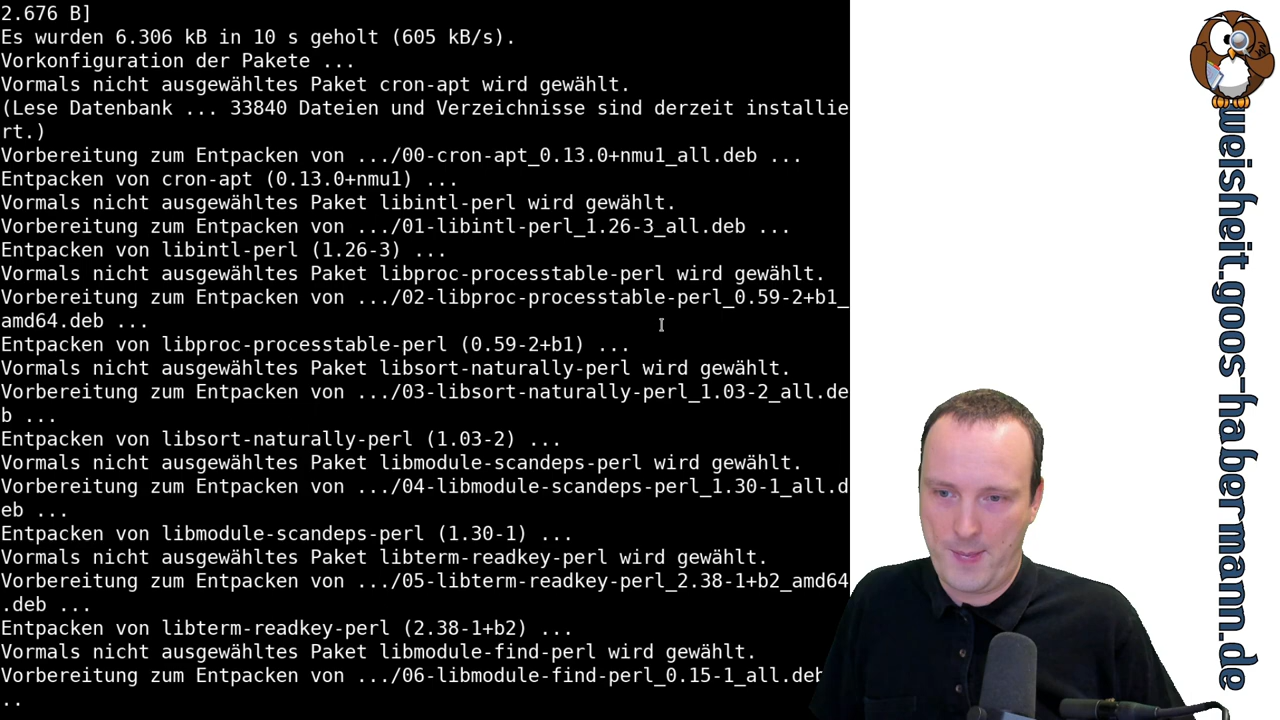 2.676 B]
Es wurden 6.306 kB in 10 s geholt (605 kB/s).
Vorkonfiguration der Pakete ...
Vormals nicht ausgewähltes Paket cron-apt wird gewählt.
(Lese Datenbank ... 33840 Dateien und Verzeichnisse sind derzeit installie
rt.)
Vorbereitung zum Entpacken von .../00-cron-apt_0.13.0+nmu1_all.deb ...
Entpacken von cron-apt (0.13.0+nmu1) ...
Vormals nicht ausgewähltes Paket libintl-perl wird gewählt.
Vorbereitung zum Entpacken von .../01-libintl-perl_1.26-3_all.deb ...
Entpacken von libintl-perl (1.26-3) ...
Vormals nicht ausgewähltes Paket libproc-processtable-perl wird gewählt.
Vorbereitung zum Entpacken von .../02-libproc-processtable-perl_0.59-2+b1_
amd64.deb ...
Entpacken von libproc-processtable-perl (0.59-2+b1) ...
Vormals nicht ausgewähltes Paket libsort-naturally-perl wird gewählt.
Vorbereitung zum Entpacken von .../03-libsort-naturally-perl_1.03-2_all.de
b ...
Entpacken von libsort-naturally-perl (1.03-2) ...
Vormals nicht ausgewähltes Paket libmodule-scandeps-perl wird gewählt.
Vorbereitung zum Entpacken von .../04-libmodule-scandeps-perl_1.30-1_all.d
eb ...
Entpacken von libmodule-scandeps-perl (1.30-1) ...
Vormals nicht ausgewähltes Paket libterm-readkey-perl wird gewählt.
Vorbereitung zum Entpacken von .../05-libterm-readkey-perl_2.38-1+b2_amd64
.deb ...
Entpacken von libterm-readkey-perl (2.38-1+b2) ...
Vormals nicht ausgewähltes Paket libmodule-find-perl wird gewählt.
Vorbereitung zum Entpacken von .../06-libmodule-find-perl_0.15-1_all.deb
..
weisheit.goos-habermann.de